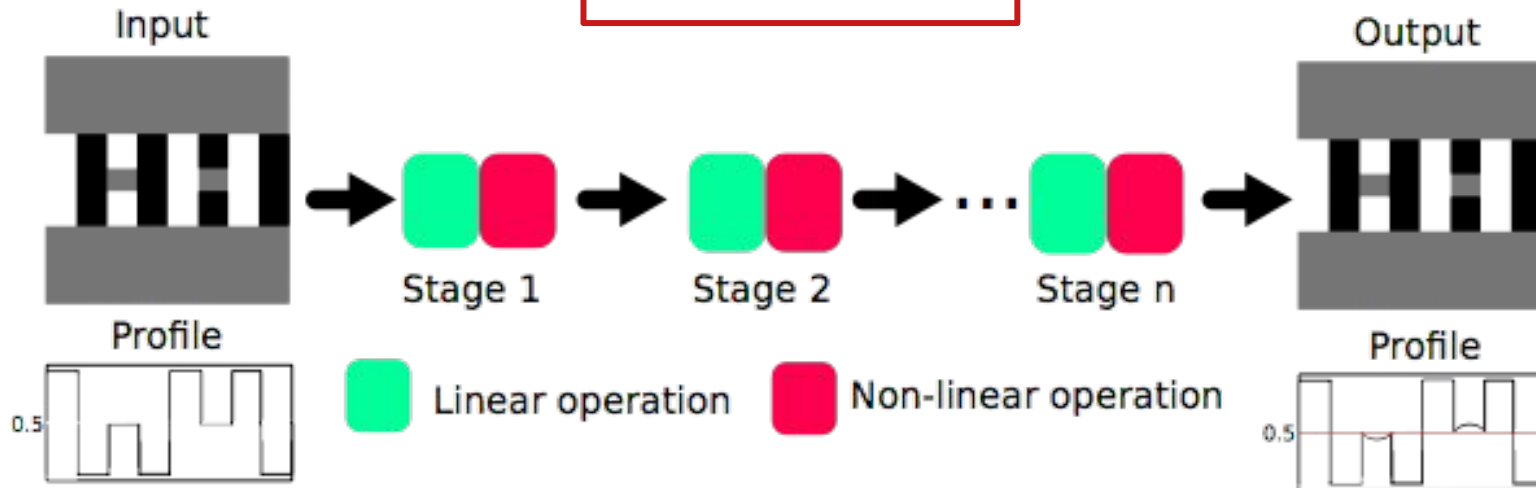 Input
Output
Stage 1
Stage 2
...
Stage n
Profile
Profile
0.5
Linear operation
Non-linear operation
0.5